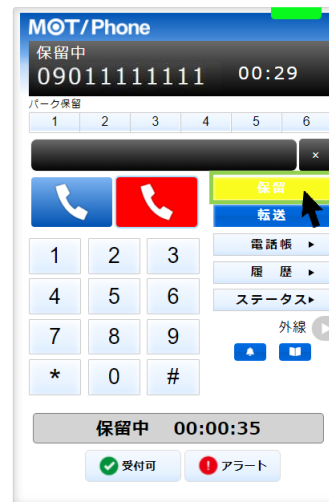 MOT/Phone
保留中
09011111111 00:29
パーク保留
1 2 3 4 5 6
×
保留
転送
電話帳
履 歴
ステータス
外線
1 2 3
4 5 6
7 8 9
* 0 #
保留中 00:00:35
受付可 アラート